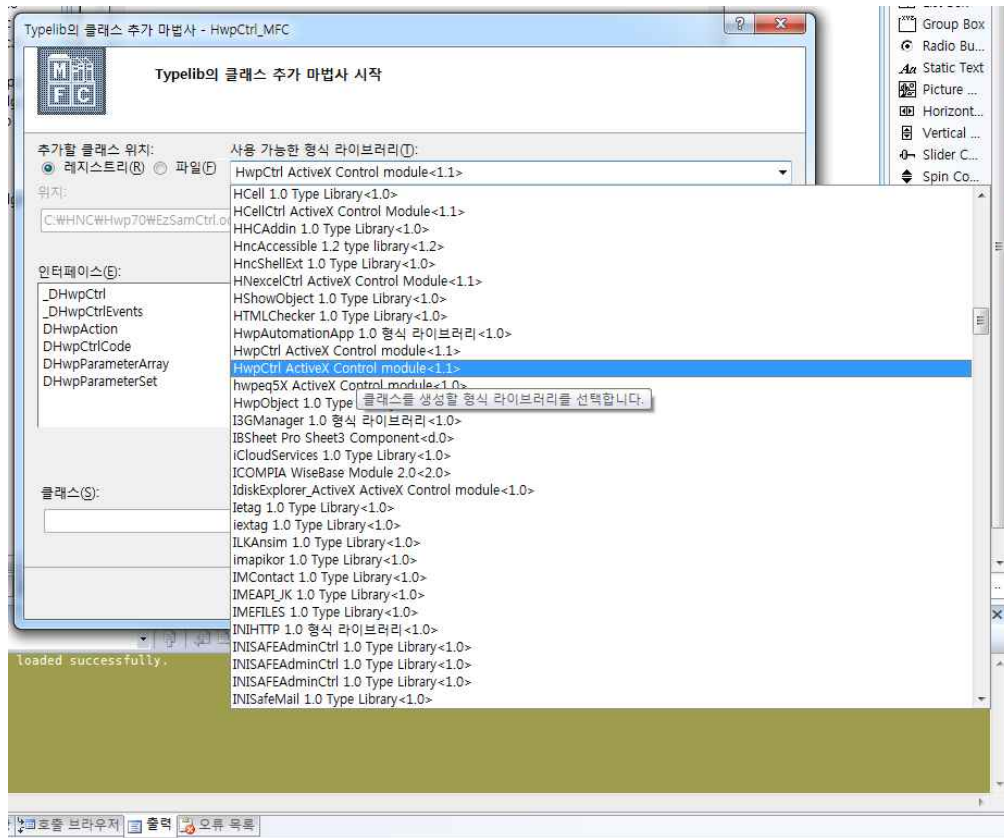 Typelib의 클래스 추가 마법사 - HwpCtrl_MFC
Typelib의 클래스 추가 마법사 시작
추가할 클래스 위치:
레지스트리(R) 파일(F)
사용 가능한 형식 라이브러리(T):
HwpCtrl ActiveX Control module<1.1>
위치:
C:₩HNC₩Hwp70₩EzSamCtrl.oc
인터페이스(E):
_DHwpCtrl
_DHwpCtrlEvents
DHwpAction
DHwpCtrlCode
DHwpParameterArray
DHwpParameterSet
클래스(S):
HCell 1.0 Type Library<1.0>
HCellCtrl ActiveX Control Module<1.1>
HHCAddin 1.0 Type Library<1.0>
HncAccessible 1.2 type library<1.2>
HncShellExt 1.0 Type Library<1.0>
HNexcelCtrl ActiveX Control Module<1.1>
HShowObject 1.0 Type Library<1.0>
HTMLChecker 1.0 Type Library<1.0>
HwpAutomationApp 1.0 형식 라이브러리<1.0>
HwpCtrl ActiveX Control module<1.1>
HwpCtrl ActiveX Control module<1.1>
hwpeq5X ActiveX Control module<1.0>
HwpObject 1.0 Type
클래스를 생성할 형식 라이브러리를 선택합니다.
I3GManager 1.0 형식 라이브러리<1.0>
IBSheet Pro Sheet3 Component<d.0>
iCloudServices 1.0 Type Library<1.0>
ICOMPIA WiseBase Module 2.0<2.0>
IdiskExplorer_ActiveX ActiveX Control module<1.0>
Ietag 1.0 Type Library<1.0>
iextag 1.0 Type Library<1.0>
ILKAnsim 1.0 Type Library<1.0>
imapikor 1.0 Type Library<1.0>
IMContact 1.0 Type Library<1.0>
IMEAPI_JK 1.0 Type Library<1.0>
IMEFILES 1.0 Type Library<1.0>
INIHTTP 1.0 형식 라이브러리<1.0>
INISAFEAdminCtrl 1.0 Type Library<1.0>
INISAFEAdminCtrl 1.0 Type Library<1.0>
INISAFEAdminCtrl 1.0 Type Library<1.0>
INISafeMail 1.0 Type Library<1.0>
Group Box
Radio Bu...
Static Text
Picture ...
Horizont...
Vertical ...
Slider C...
Spin Co...
loaded successfully.
호출 브라우저 출력 오류 목록